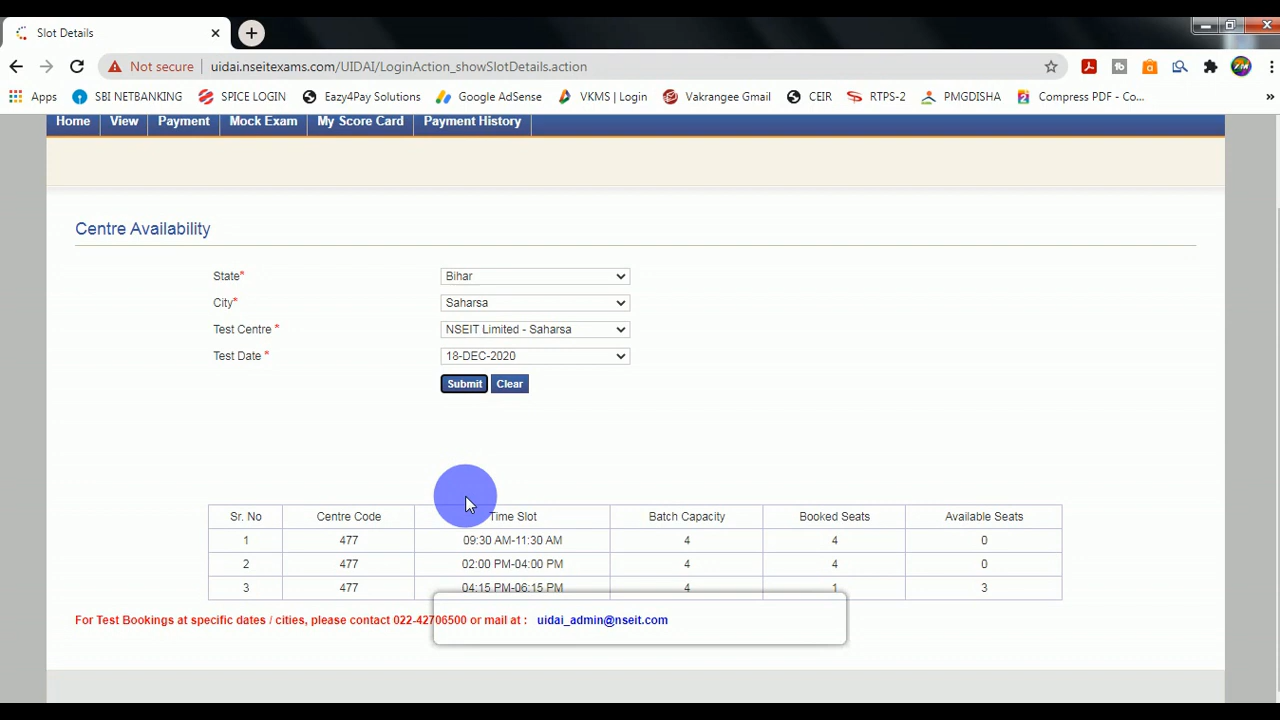 Slot Details
Not secure uidai.nseitexams.com/UIDAI/LoginAction_showSlotDetails.action
Apps SBI NETBANKING SPICE LOGIN Eazy4Pay Solutions Google AdSense VKMS | Login Vakrangee Gmail CEIR RTPS-2 PMGDISHA Compress PDF - Co... »
Home View Payment Mock Exam My Score Card Payment History
Centre Availability
State* Bihar
City* Saharsa
Test Centre * NSEIT Limited - Saharsa
Test Date * 18-DEC-2020
Submit Clear
Sr. No Centre Code Time Slot Batch Capacity Booked Seats Available Seats
1 477 09:30 AM-11:30 AM 4 4 0
2 477 02:00 PM-04:00 PM 4 4 0
3 477 04:15 PM-06:15 PM 4 1 3
For Test Bookings at specific dates / cities, please contact 022-42706500 or mail at : uidai_admin@nseit.com